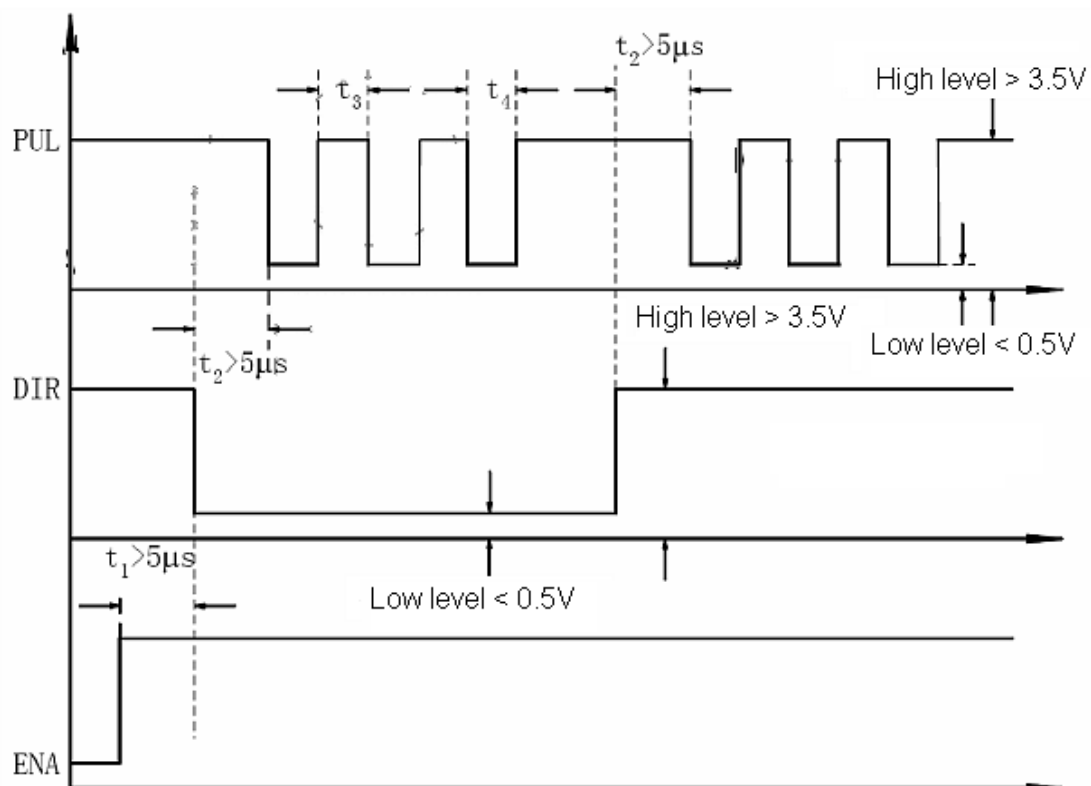 t₂>5µs
High level > 3.5V
t₃
t₄
PUL
High level > 3.5V
Low level < 0.5V
t₂>5µs
DIR
t₁>5µs
Low level < 0.5V
ENA